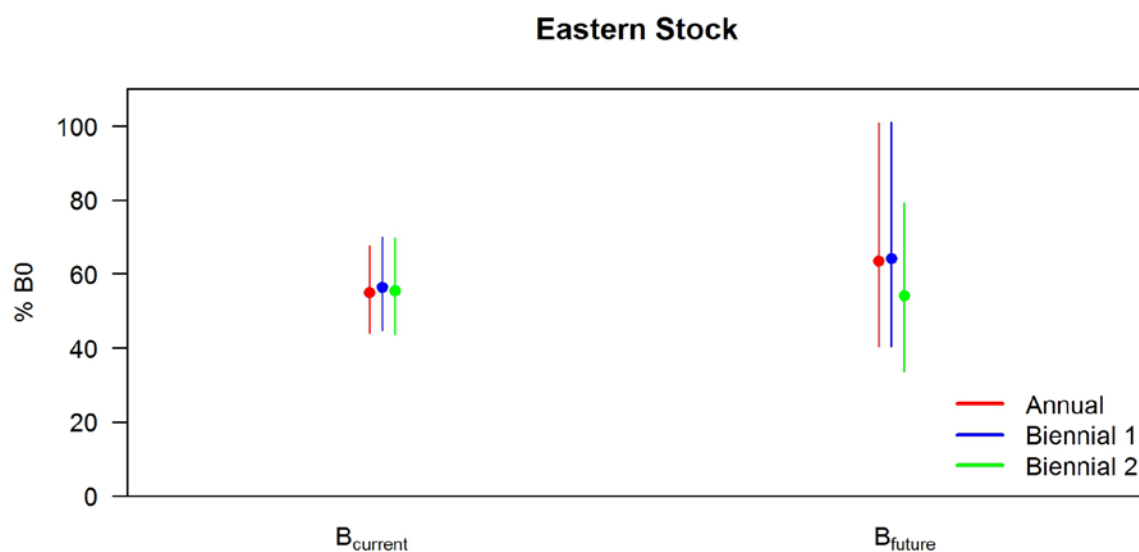 Eastern Stock
% B0
100
80
60
40
20
0
Annual
Biennial 1
Biennial 2
Bcurrent
Bfuture